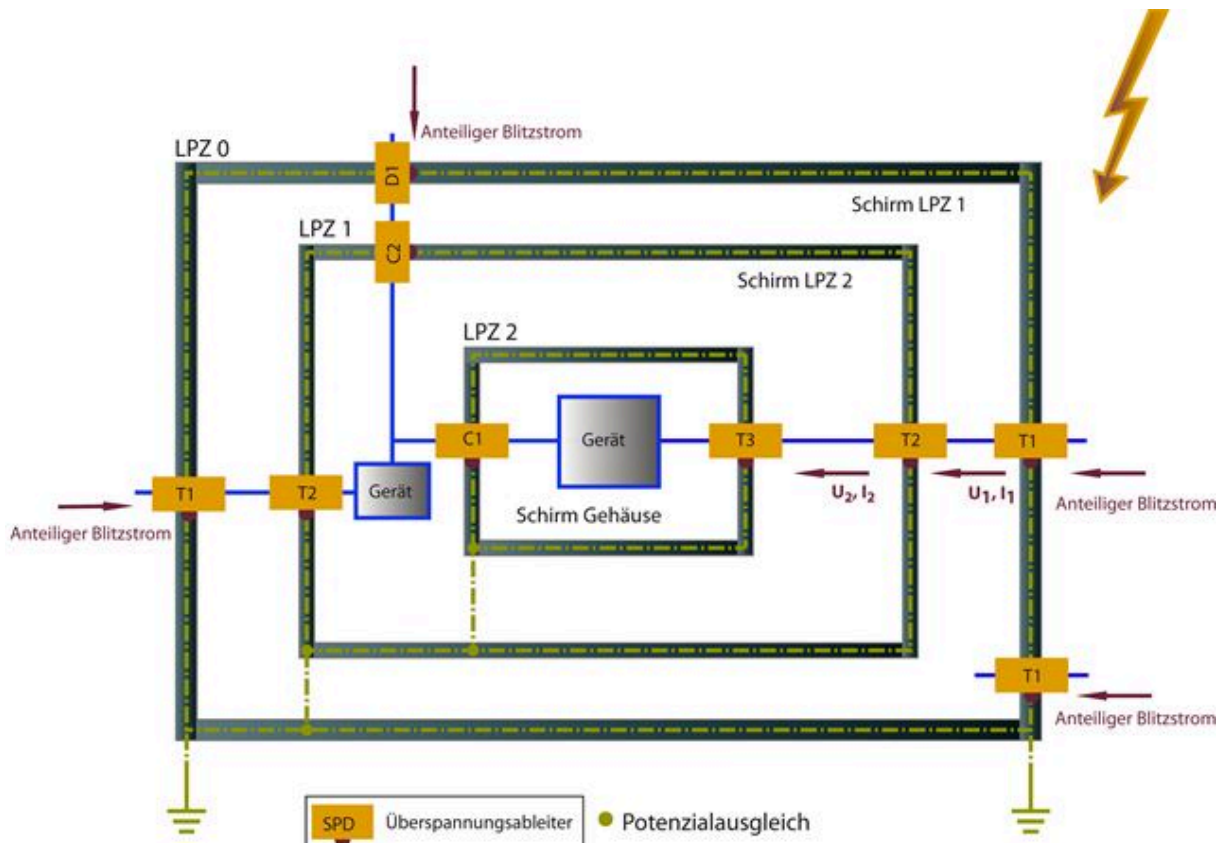 Anteiliger Blitzstrom
LPZ 0
D1
Schirm LPZ 1
LPZ 1
C2
Schirm LPZ 2
LPZ 2
C1
Gerät
T3
T2
T1
U₂, I₂
U₁, I₁
Anteiliger Blitzstrom
T1
T2
Gerät
Anteiliger Blitzstrom
Schirm Gehäuse
T1
Anteiliger Blitzstrom
SPD Überspannungsableiter
Potenzialausgleich